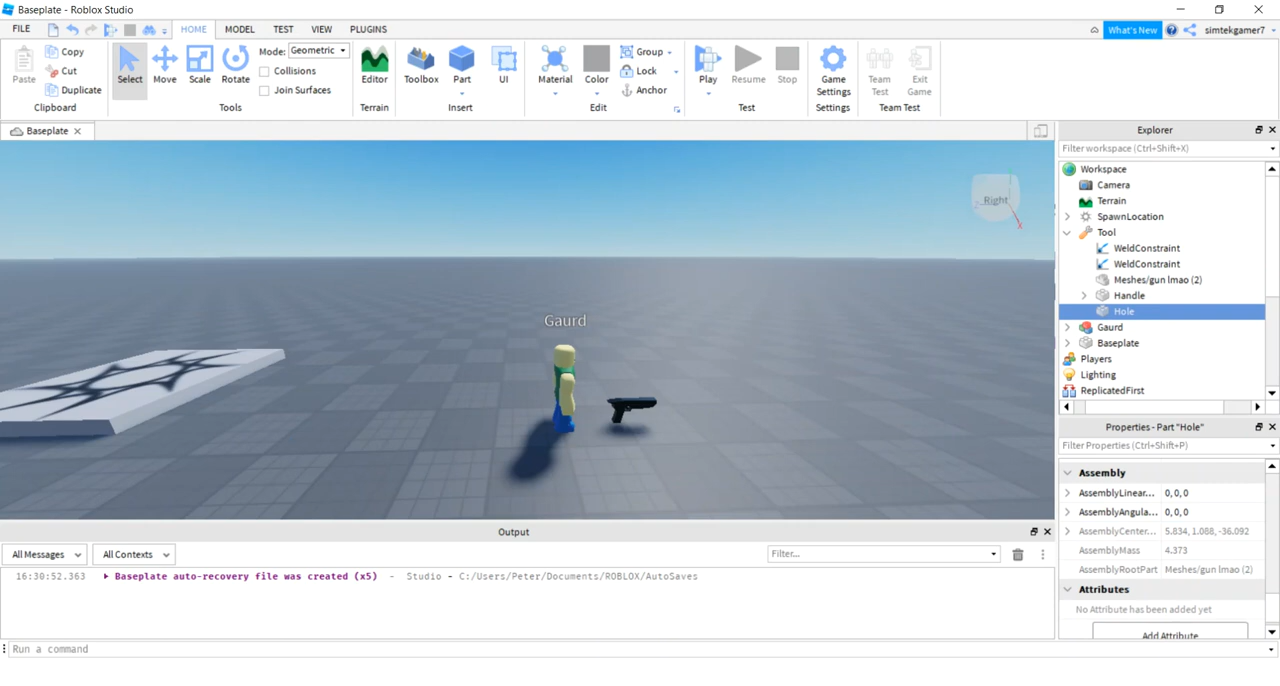 Baseplate - Roblox Studio
FILE HOME MODEL TEST VIEW PLUGINS What's New simtekgamer7
Paste Copy Cut Duplicate Clipboard
Select Move Scale Rotate Mode: Geometric Collisions Join Surfaces Tools
Editor Terrain
Toolbox Part UI Insert
Material Color Group Lock Anchor Edit
Play Resume Stop Test
Game Settings Settings
Team Test Exit Game Team Test
Baseplate
Right
Gaurd
Explorer
Filter workspace (Ctrl+Shift+X)
Workspace
Camera
Terrain
SpawnLocation
Tool
WeldConstraint
WeldConstraint
Meshes/gun lmao (2)
Handle
Hole
Gaurd
Baseplate
Players
Lighting
ReplicatedFirst
Properties - Part "Hole"
Filter Properties (Ctrl+Shift+P)
Assembly
AssemblyLinear... 0, 0, 0
AssemblyAngula... 0, 0, 0
AssemblyCenter... 5.834, 1.088, -36.092
AssemblyMass 4.373
AssemblyRootPart Meshes/gun lmao (2)
Attributes
No Attribute has been added yet
Add Attribute
Output
All Messages All Contexts Filter...
16:30:52.363 Baseplate auto-recovery file was created (x5) - Studio - C:/Users/Peter/Documents/ROBLOX/AutoSaves
Run a command